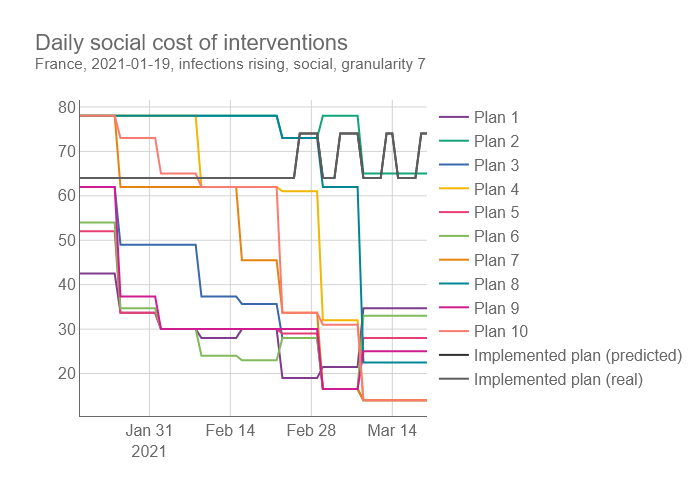 Daily social cost of interventions
France, 2021-01-19, infections rising, social, granularity 7
80
70
60
50
40
30
20
Jan 31
2021
Feb 14
Feb 28
Mar 14
Plan 1
Plan 2
Plan 3
Plan 4
Plan 5
Plan 6
Plan 7
Plan 8
Plan 9
Plan 10
Implemented plan (predicted)
Implemented plan (real)